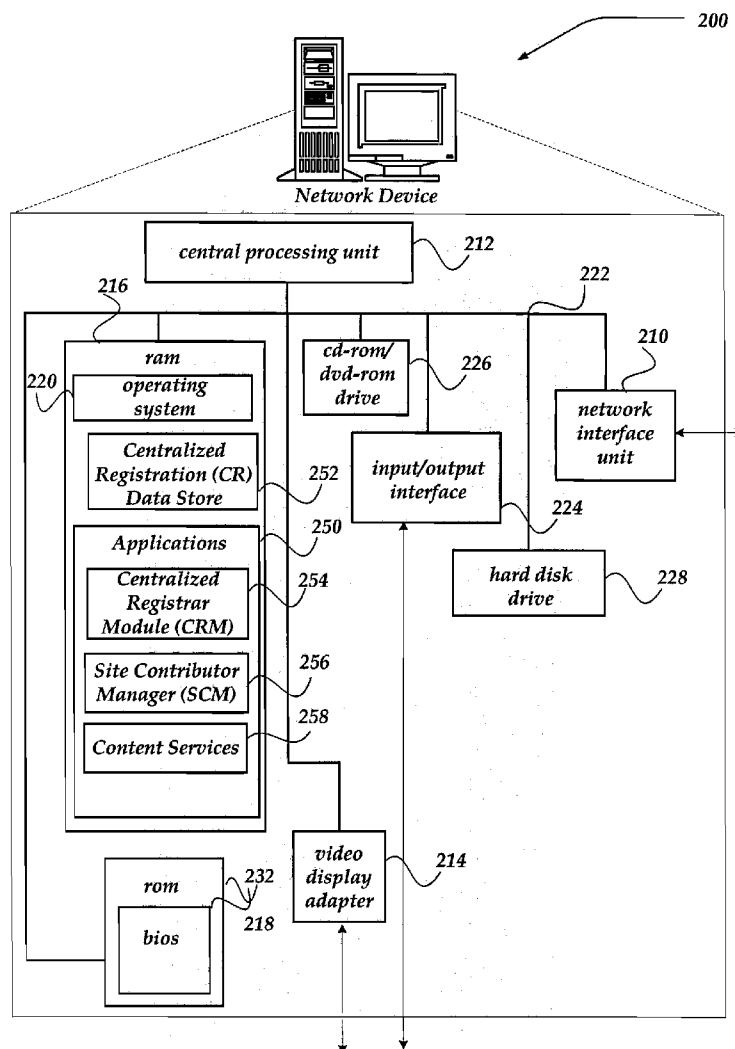 200
Network Device
central processing unit
212
216
222
ram
cd-rom/
dvd-rom
drive
226
210
220
operating
system
network
interface
unit
Centralized
Registration (CR)
Data Store
252
input/output
interface
224
Applications
250
Centralized
Registrar
Module (CRM)
254
hard disk
drive
228
Site Contributor
Manager (SCM)
256
258
Content Services
video
display
adapter
214
rom
232
218
bios